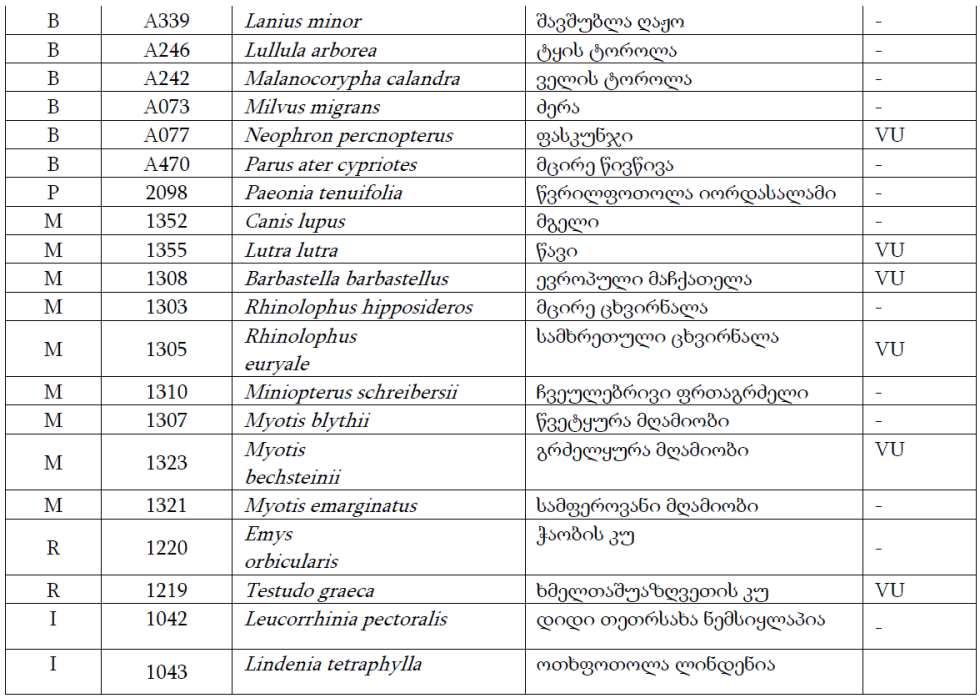 B A339 Lanius minor შავშუბლა ღაჟო -
B A246 Lullula arborea ტყის ტოროლა -
B A242 Malanocorypha calandra ველის ტოროლა -
B A073 Milvus migrans ძერა -
B A077 Neophron percnopterus ფასკუნჯი VU
B A470 Parus ater cypriotes მცირე წივწივა -
P 2098 Paeonia tenuifolia წვრილფოთოლა იორდასალამი -
M 1352 Canis lupus მგელი -
M 1355 Lutra lutra წავი VU
M 1308 Barbastella barbastellus ევროპული მაჩქათელა VU
M 1303 Rhinolophus hipposideros მცირე ცხვირნალა -
M 1305 Rhinolophus სამხრეთული ცხვირნალა VU
euryale
M 1310 Miniopterus schreibersii ჩვეულებრივი ფრთაგრძელი -
M 1307 Myotis blythii წვეტყურა მღამიობი -
M 1323 Myotis გრძელყურა მღამიობი VU
bechsteinii
M 1321 Myotis emarginatus სამფეროვანი მღამიობი -
R 1220 Emys ჭაობის კუ -
orbicularis
R 1219 Testudo graeca ხმელთაშუაზღვეთის კუ VU
I 1042 Leucorrhinia pectoralis დიდი თეთრსახა ნემსიყლაპია -
I 1043 Lindenia tetraphylla ოთხფოთოლა ლინდენია